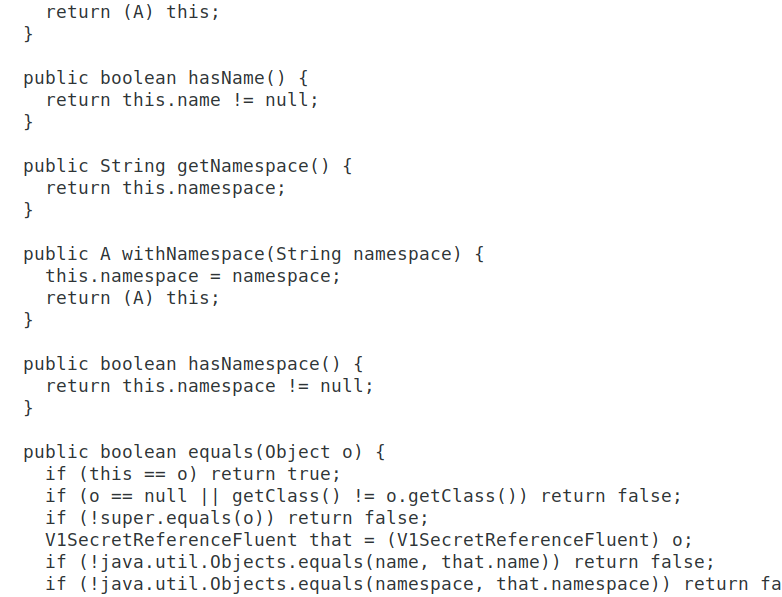 return (A) this;
}
public boolean hasName() {
return this.name != null;
}
public String getNamespace() {
return this.namespace;
}
public A withNamespace(String namespace) {
this.namespace = namespace;
return (A) this;
}
public boolean hasNamespace() {
return this.namespace != null;
}
public boolean equals(Object o) {
if (this == o) return true;
if (o == null || getClass() != o.getClass()) return false;
if (!super.equals(o)) return false;
V1SecretReferenceFluent that = (V1SecretReferenceFluent) o;
if (!java.util.Objects.equals(name, that.name)) return false;
if (!java.util.Objects.equals(namespace, that.namespace)) return fa